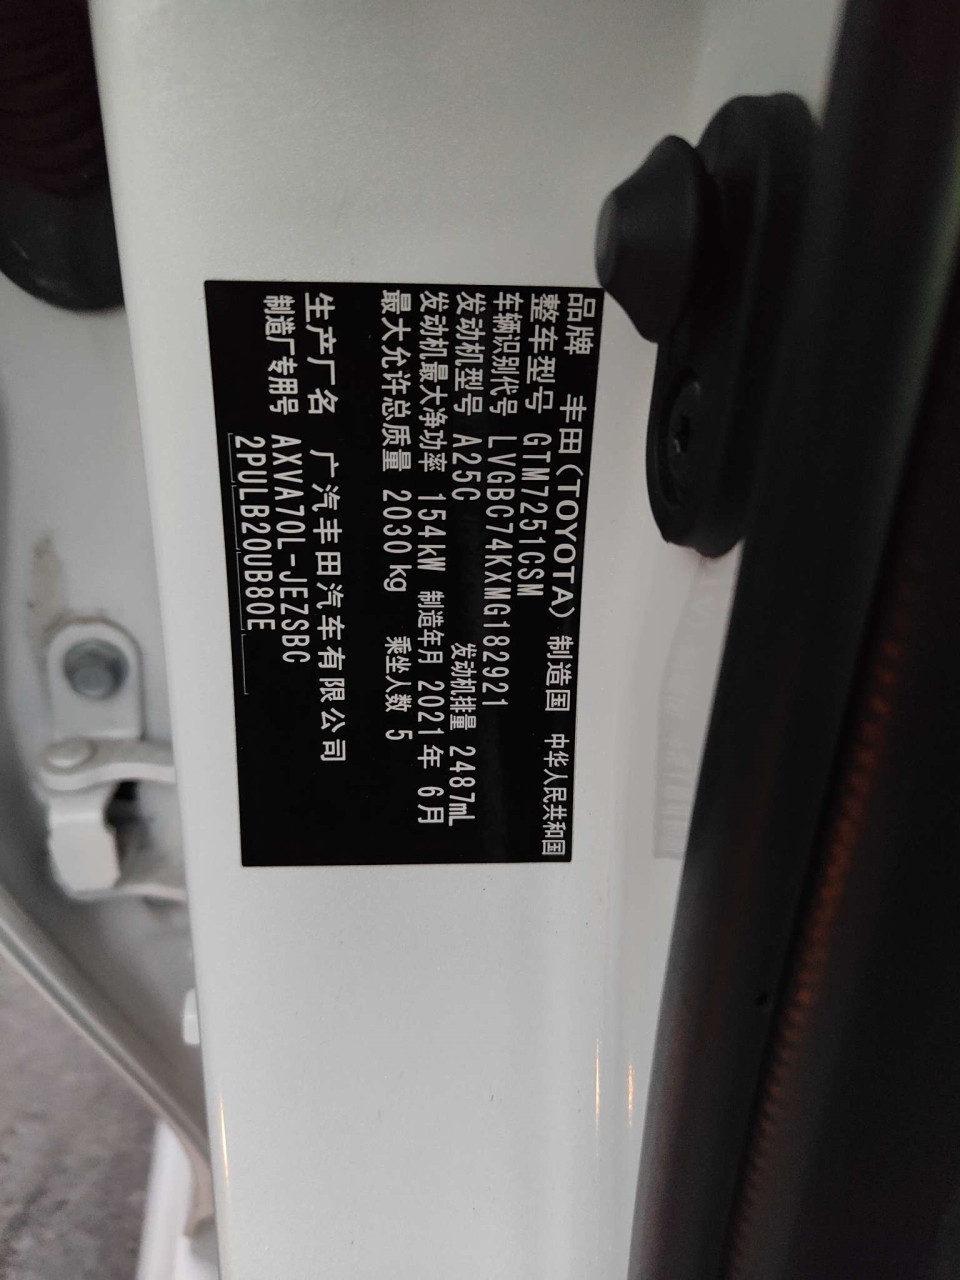 品牌 丰田(TOYOTA) 制造国 中华人民共和国
整车型号 GTM7251CSM
车辆识别代号 LVGBC74KXMG182921
发动机型号 A25C 发动机排量 2487mL
发动机最大净功率 154kW 制造年月 2021年 6月
最大允许总质量 2030kg 乘坐人数 5
生产厂名 广汽丰田汽车有限公司
制造厂专用号 AXVA70L-JEZSBC
2PULB20UB80E